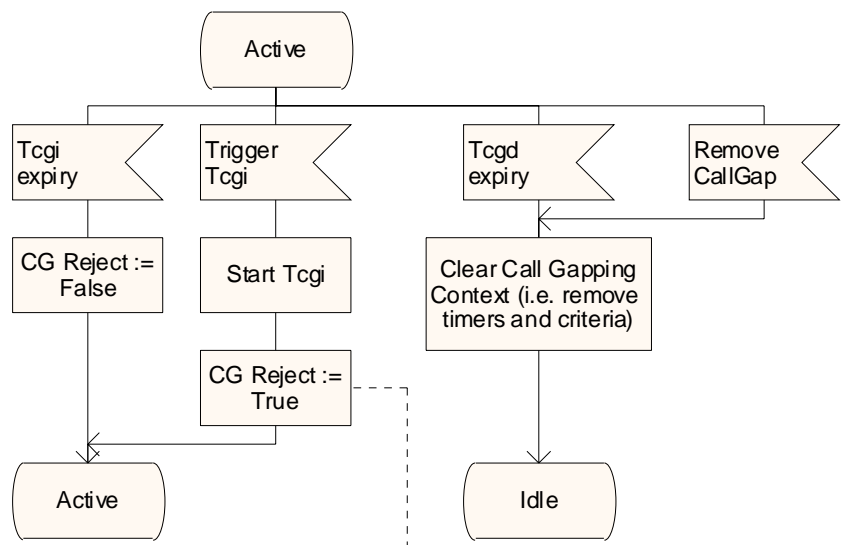 Active
Tcgi
expiry
Trigger
Tcgi
Tcgd
expiry
Remove
CallGap
CG Reject :=
False
Start Tcgi
Clear Call Gapping
Context (i.e. remove
timers and criteria)
CG Reject :=
True
Active
Idle